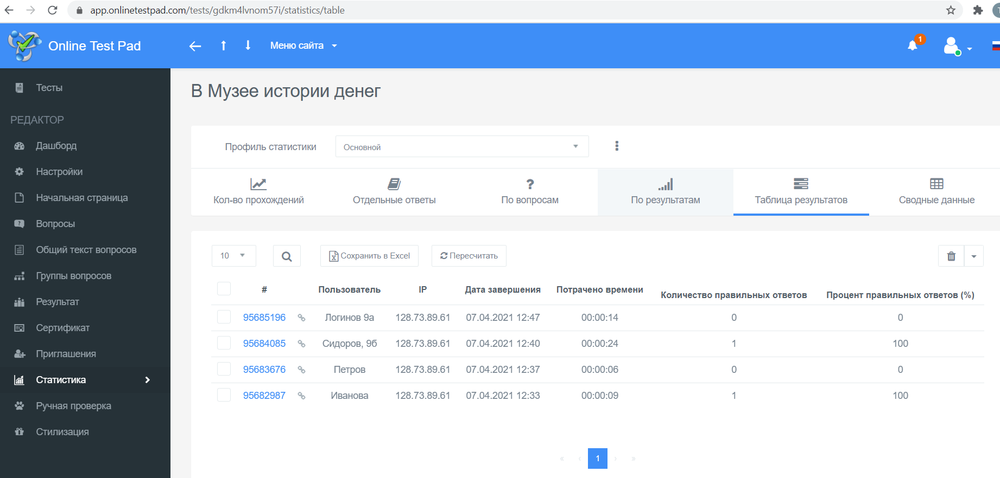 app.onlinetestpad.com/tests/gdkm4lvnom57i/statistics/table
Online Test Pad
Меню сайта
1
Тесты
РЕДАКТОР
Дашборд
Настройки
Начальная страница
Вопросы
Общий текст вопросов
Группы вопросов
Результат
Сертификат
Приглашения
Статистика
Ручная проверка
Стилизация
В Музее истории денег
Профиль статистики Основной
Кол-во прохождений Отдельные ответы По вопросам По результатам Таблица результатов Сводные данные
10 Сохранить в Excel Пересчитать
# Пользователь IP Дата завершения Потрачено времени Количество правильных ответов Процент правильных ответов (%)
95685196 Логинов 9а 128.73.89.61 07.04.2021 12:47 00:00:14 0 0
95684085 Сидоров, 9б 128.73.89.61 07.04.2021 12:40 00:00:24 1 100
95683676 Петров 128.73.89.61 07.04.2021 12:37 00:00:06 0 0
95682987 Иванова 128.73.89.61 07.04.2021 12:33 00:00:09 1 100
« ‹ 1 › »